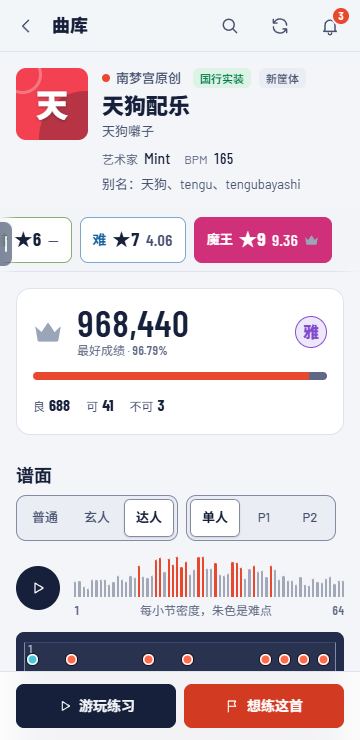 曲库
3
天
南梦宫原创 国行实装 新筐体
天狗配乐
天狗囃子
艺术家 Mint BPM 165
别名：天狗、tengu、tengubayashi
★6 — 难 ★7 4.06 魔王 ★9 9.36
968,440
最好成绩 · 96.79%
雅
良 688 可 41 不可 3
谱面
普通 玄人 达人 单人 P1 P2
1 每小节密度，朱色是难点 64
1
游玩练习 想练这首